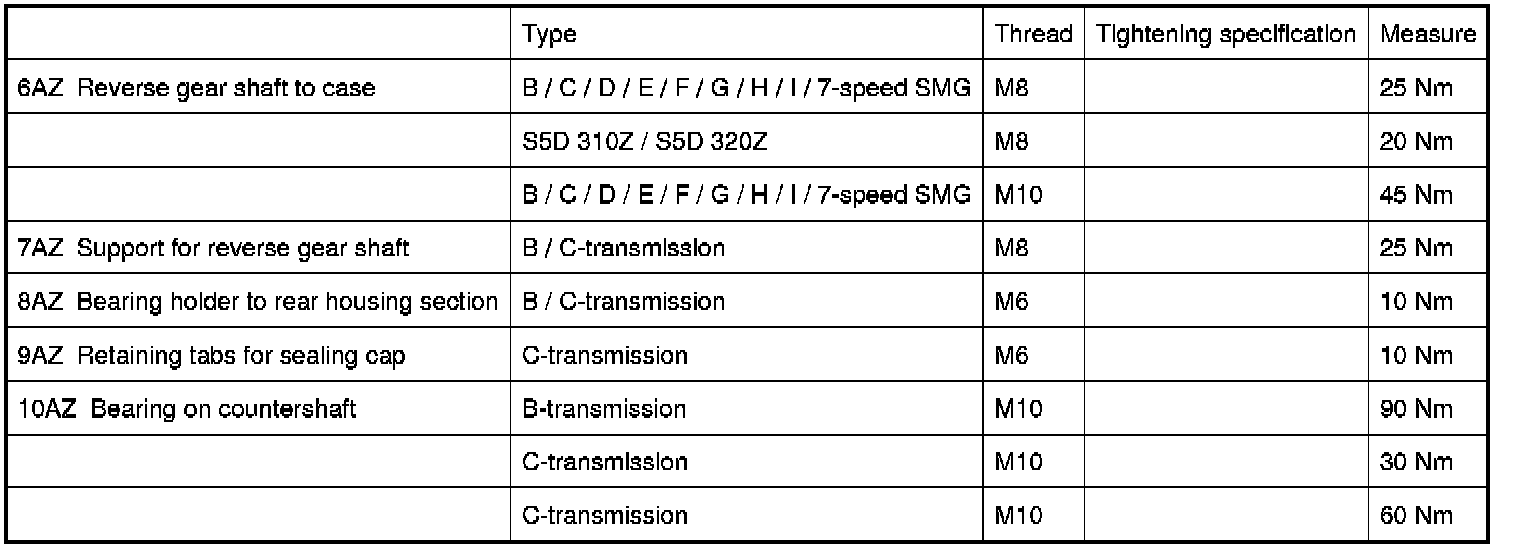 Type Thread Tightening specification Measure
6AZ Reverse gear shaft to case B / C / D / E / F / G / H / I / 7-speed SMG M8 25 Nm
S5D 310Z / S5D 320Z M8 20 Nm
B / C / D / E / F / G / H / I / 7-speed SMG M10 45 Nm
7AZ Support for reverse gear shaft B / C-transmission M8 25 Nm
8AZ Bearing holder to rear housing section B / C-transmission M6 10 Nm
9AZ Retaining tabs for sealing cap C-transmission M6 10 Nm
10AZ Bearing on countershaft B-transmission M10 90 Nm
C-transmission M10 30 Nm
C-transmission M10 60 Nm